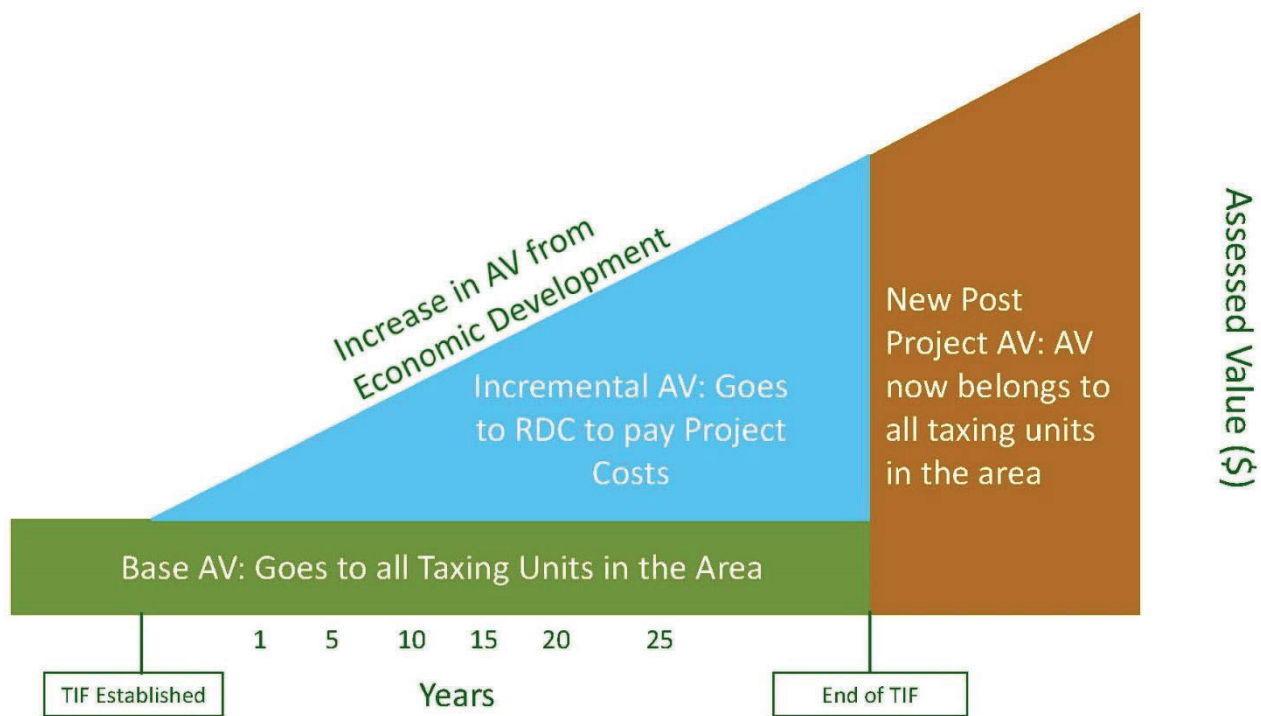 Increase in AV from
Economic Development
Incremental AV: Goes
to RDC to pay Project
Costs
New Post
Project AV: AV
now belongs to
all taxing units
in the area
Assessed Value ($)
Base AV: Goes to all Taxing Units in the Area
1 5 10 15 20 25
TIF Established
Years
End of TIF